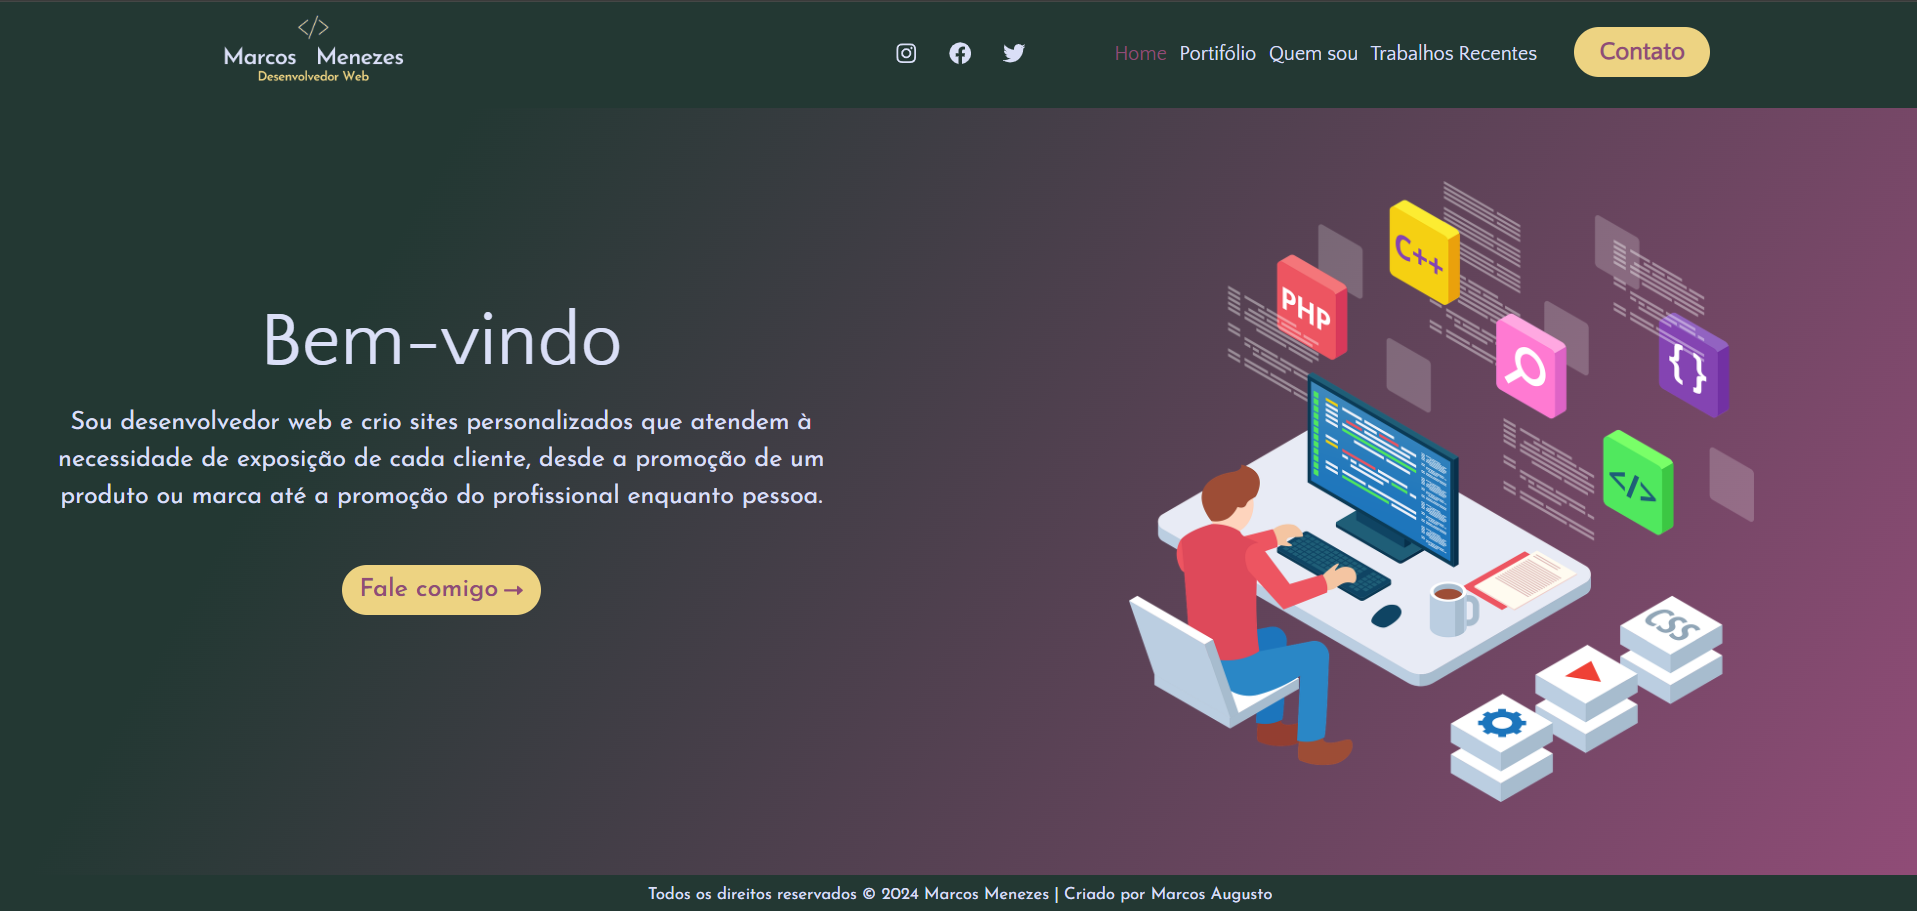 </>
Marcos Menezes
Desenvolvedor Web
Home Portifólio Quem sou Trabalhos Recentes Contato
Bem-vindo
Sou desenvolvedor web e crio sites personalizados que atendem à
necessidade de exposição de cada cliente, desde a promoção de um
produto ou marca até a promoção do profissional enquanto pessoa.
Fale comigo →
C++
PHP
{}
</>
CSS
Todos os direitos reservados © 2024 Marcos Menezes | Criado por Marcos Augusto